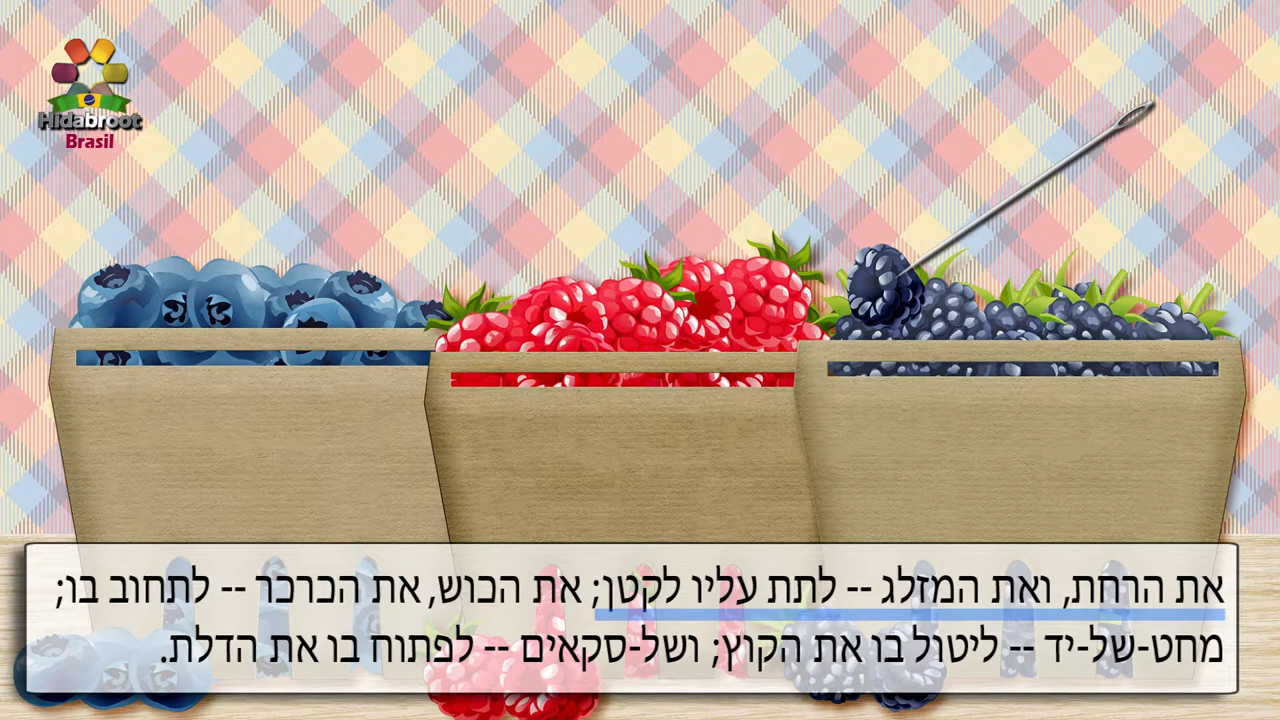 Hidabroot
Brasil
את הרחת, ואת המזלג -- לתת עליו לקטן; את הכוש, את הכרכר -- לתחוב בו;
מחט-של-יד -- ליטול בו את הקוץ; ושל-סקאים -- לפתוח בו את הדלת.